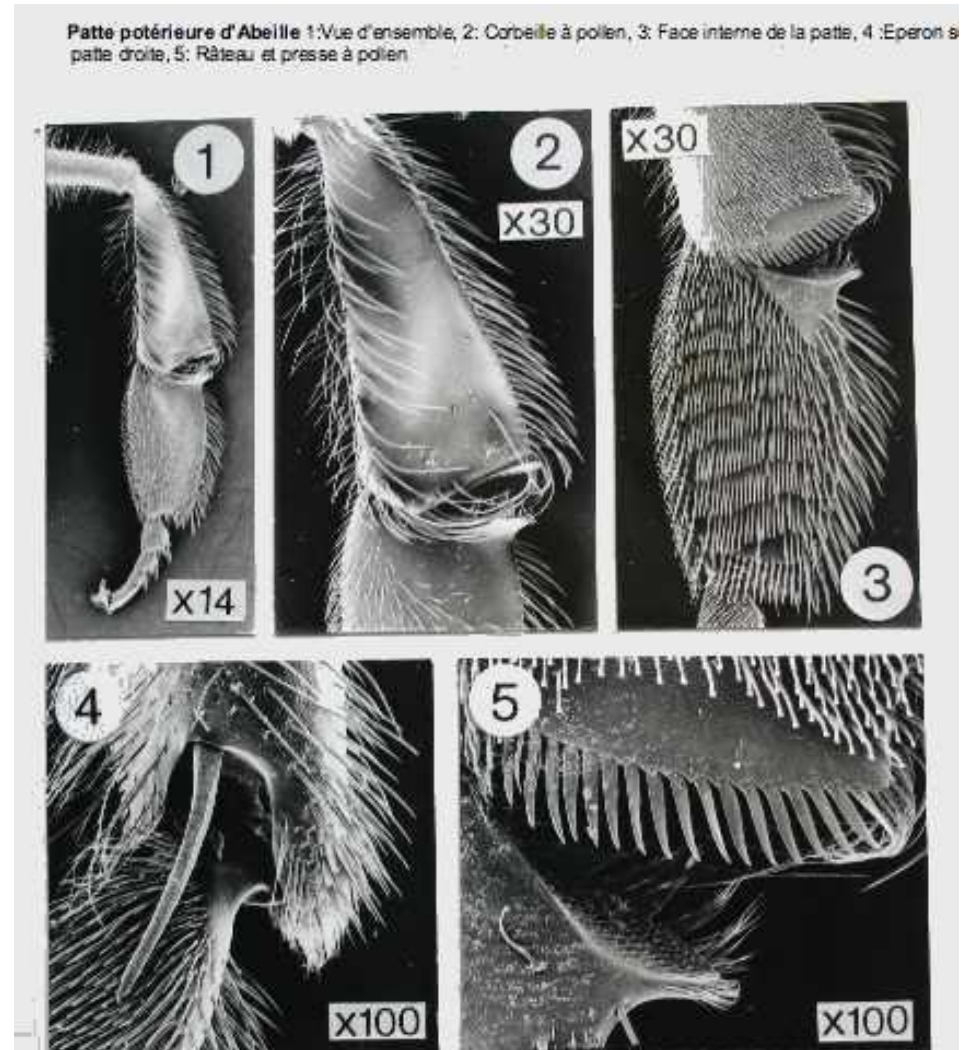 Patte potérieure d'Abeille 1:Vue d'ensemble, 2: Corbeille à pollen, 3: Face interne de la patte, 4 :Eperon s
patte droite, 5: Râteau et presse à pollen
1
2
X30
X30
X14
3
4
5
X100
X100